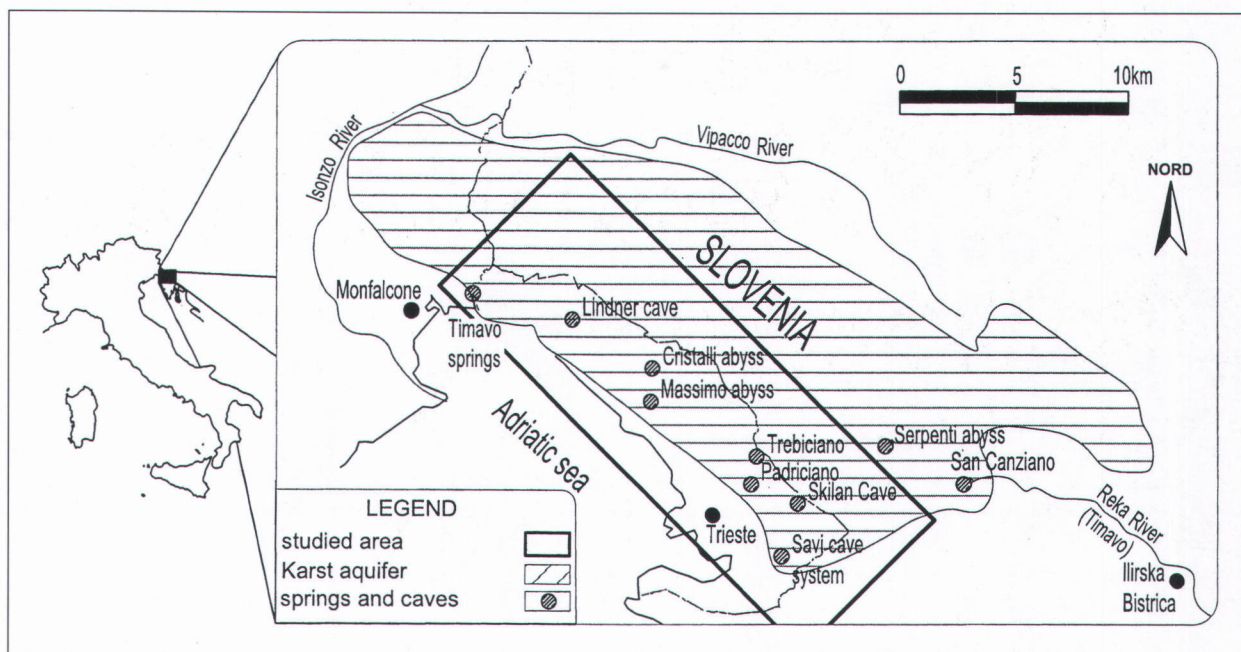 0 5 10km
Isonzo River
Vipacco River
NORD
SLOVENIA
Monfalcone
Timavo
springs
Lindner cave
Cristalli abyss
Massimo abyss
Adriatic sea
Trebiciano
Padriciano
Skilan Cave
Serpenti abyss
San Canziano
Reka River
(Timavo)
Trieste
Savj cave
system
Ilirska
Bistrica
LEGEND
studied area
Karst aquifer
springs and caves